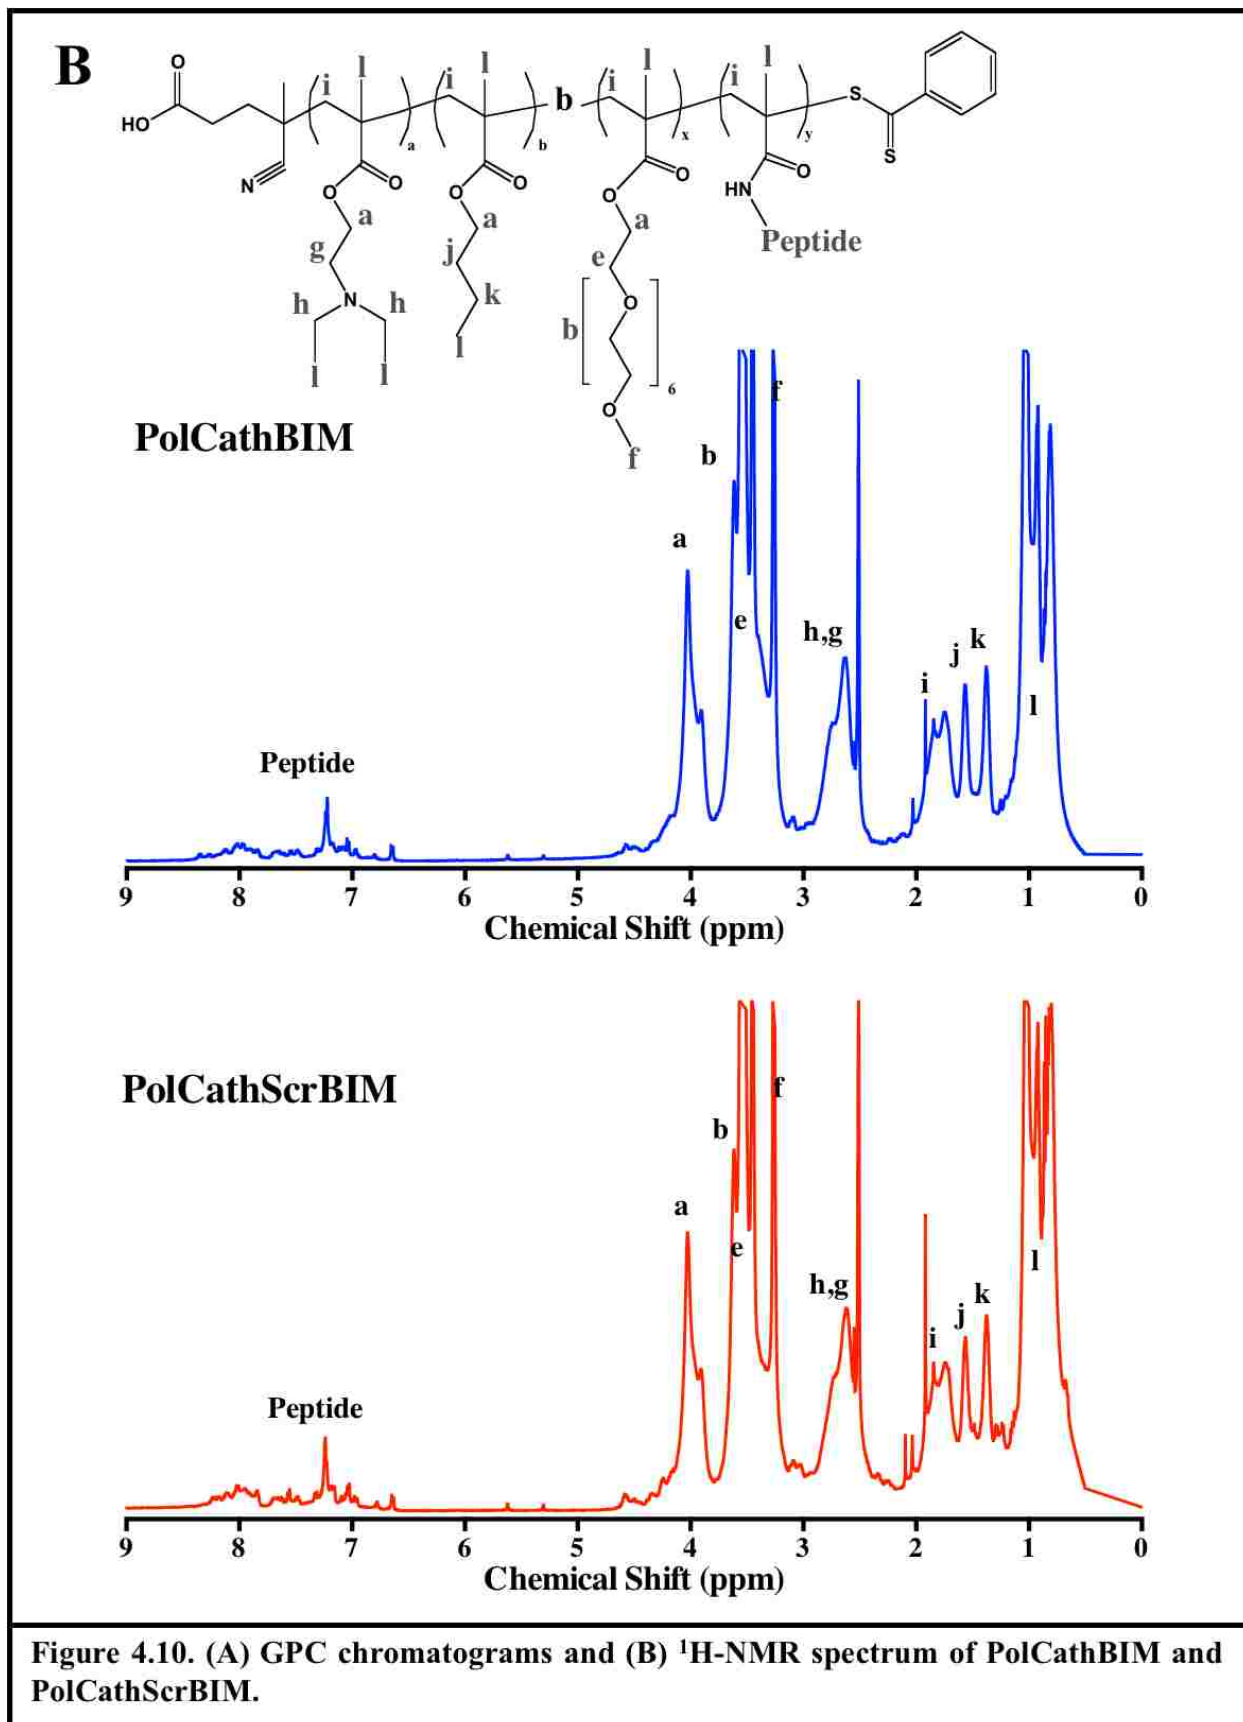 B
O
HO
N
i
l
a
i
l
b
b
i
l
x
i
l
y
S
S
O
O
O
O
O
O
HN
O
a
g
h
N
h
l
l
a
j
k
l
a
e
O
b
6
O
f
Peptide
PolCathBIM
a
b
e
f
h,g
i
j
k
l
Peptide
9 8 7 6 5 4 3 2 1 0
Chemical Shift (ppm)
PolCathScrBIM
a
b
e
f
h,g
i
j
k
l
Peptide
9 8 7 6 5 4 3 2 1 0
Chemical Shift (ppm)
Figure 4.10. (A) GPC chromatograms and (B) ¹H-NMR spectrum of PolCathBIM and
PolCathScrBIM.